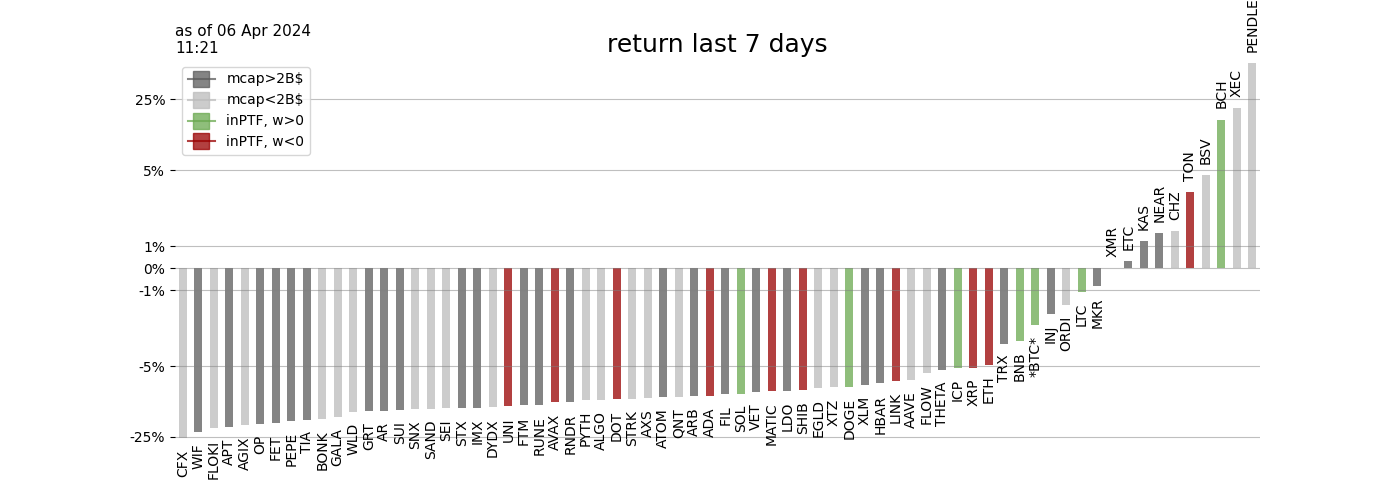 as of 06 Apr 2024
11:21
return last 7 days
mcap>2B$
mcap<2B$
inPTF, w>0
inPTF, w<0
25%
5%
1%
0%
-1%
-5%
-25%
CFX
WIF
FLOKI
APT
AGIX
OP
FET
PEPE
TIA
BONK
GALA
WLD
GRT
AR
SUI
SNX
SAND
SEI
STX
IMX
DYDX
UNI
FTM
RUNE
AVAX
RNDR
PYTH
ALGO
DOT
STRK
AXS
ATOM
QNT
ARB
ADA
FIL
SOL
VET
MATIC
LDO
SHIB
EGLD
XTZ
DOGE
XLM
HBAR
LINK
AAVE
FLOW
THETA
ICP
XRP
ETH
TRX
BNB
*BTC*
INJ
ORDI
LTC
MKR
XMR
ETC
KAS
NEAR
CHZ
TON
BSV
BCH
XEC
PENDLE